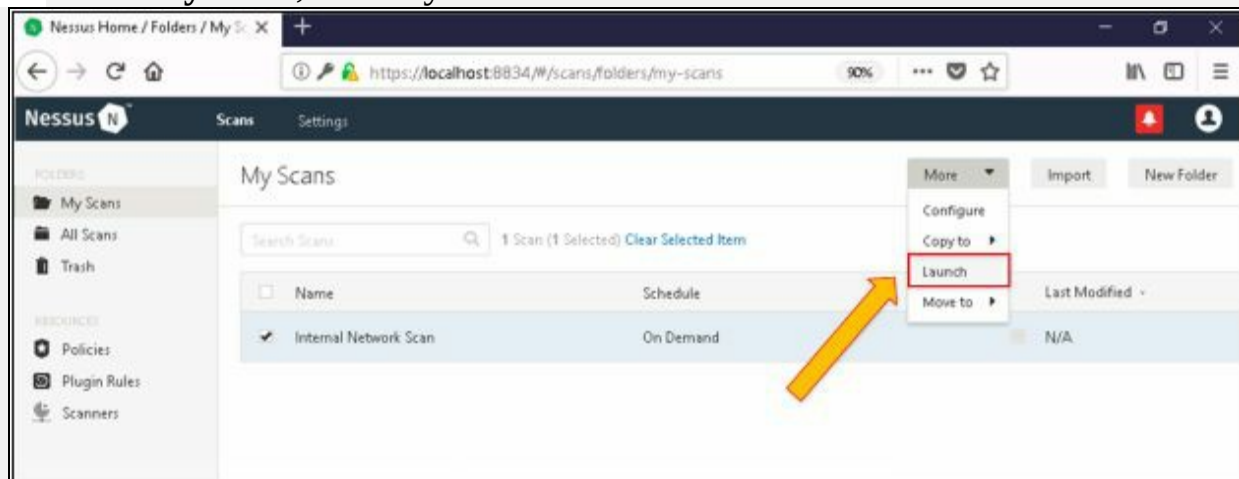 Nessus Home / Folders / My Sc
https://localhost:8834/#/scans/folders/my-scans 90%
Nessus N Scans Settings
FOLDERS My Scans More Import New Folder
My Scans Configure
All Scans Search Scans 1 Scan (1 Selected) Clear Selected Item Copy to
Trash Launch
Name Schedule Last Modified
Move to
RESOURCES Internal Network Scan On Demand N/A
Policies
Plugin Rules
Scanners